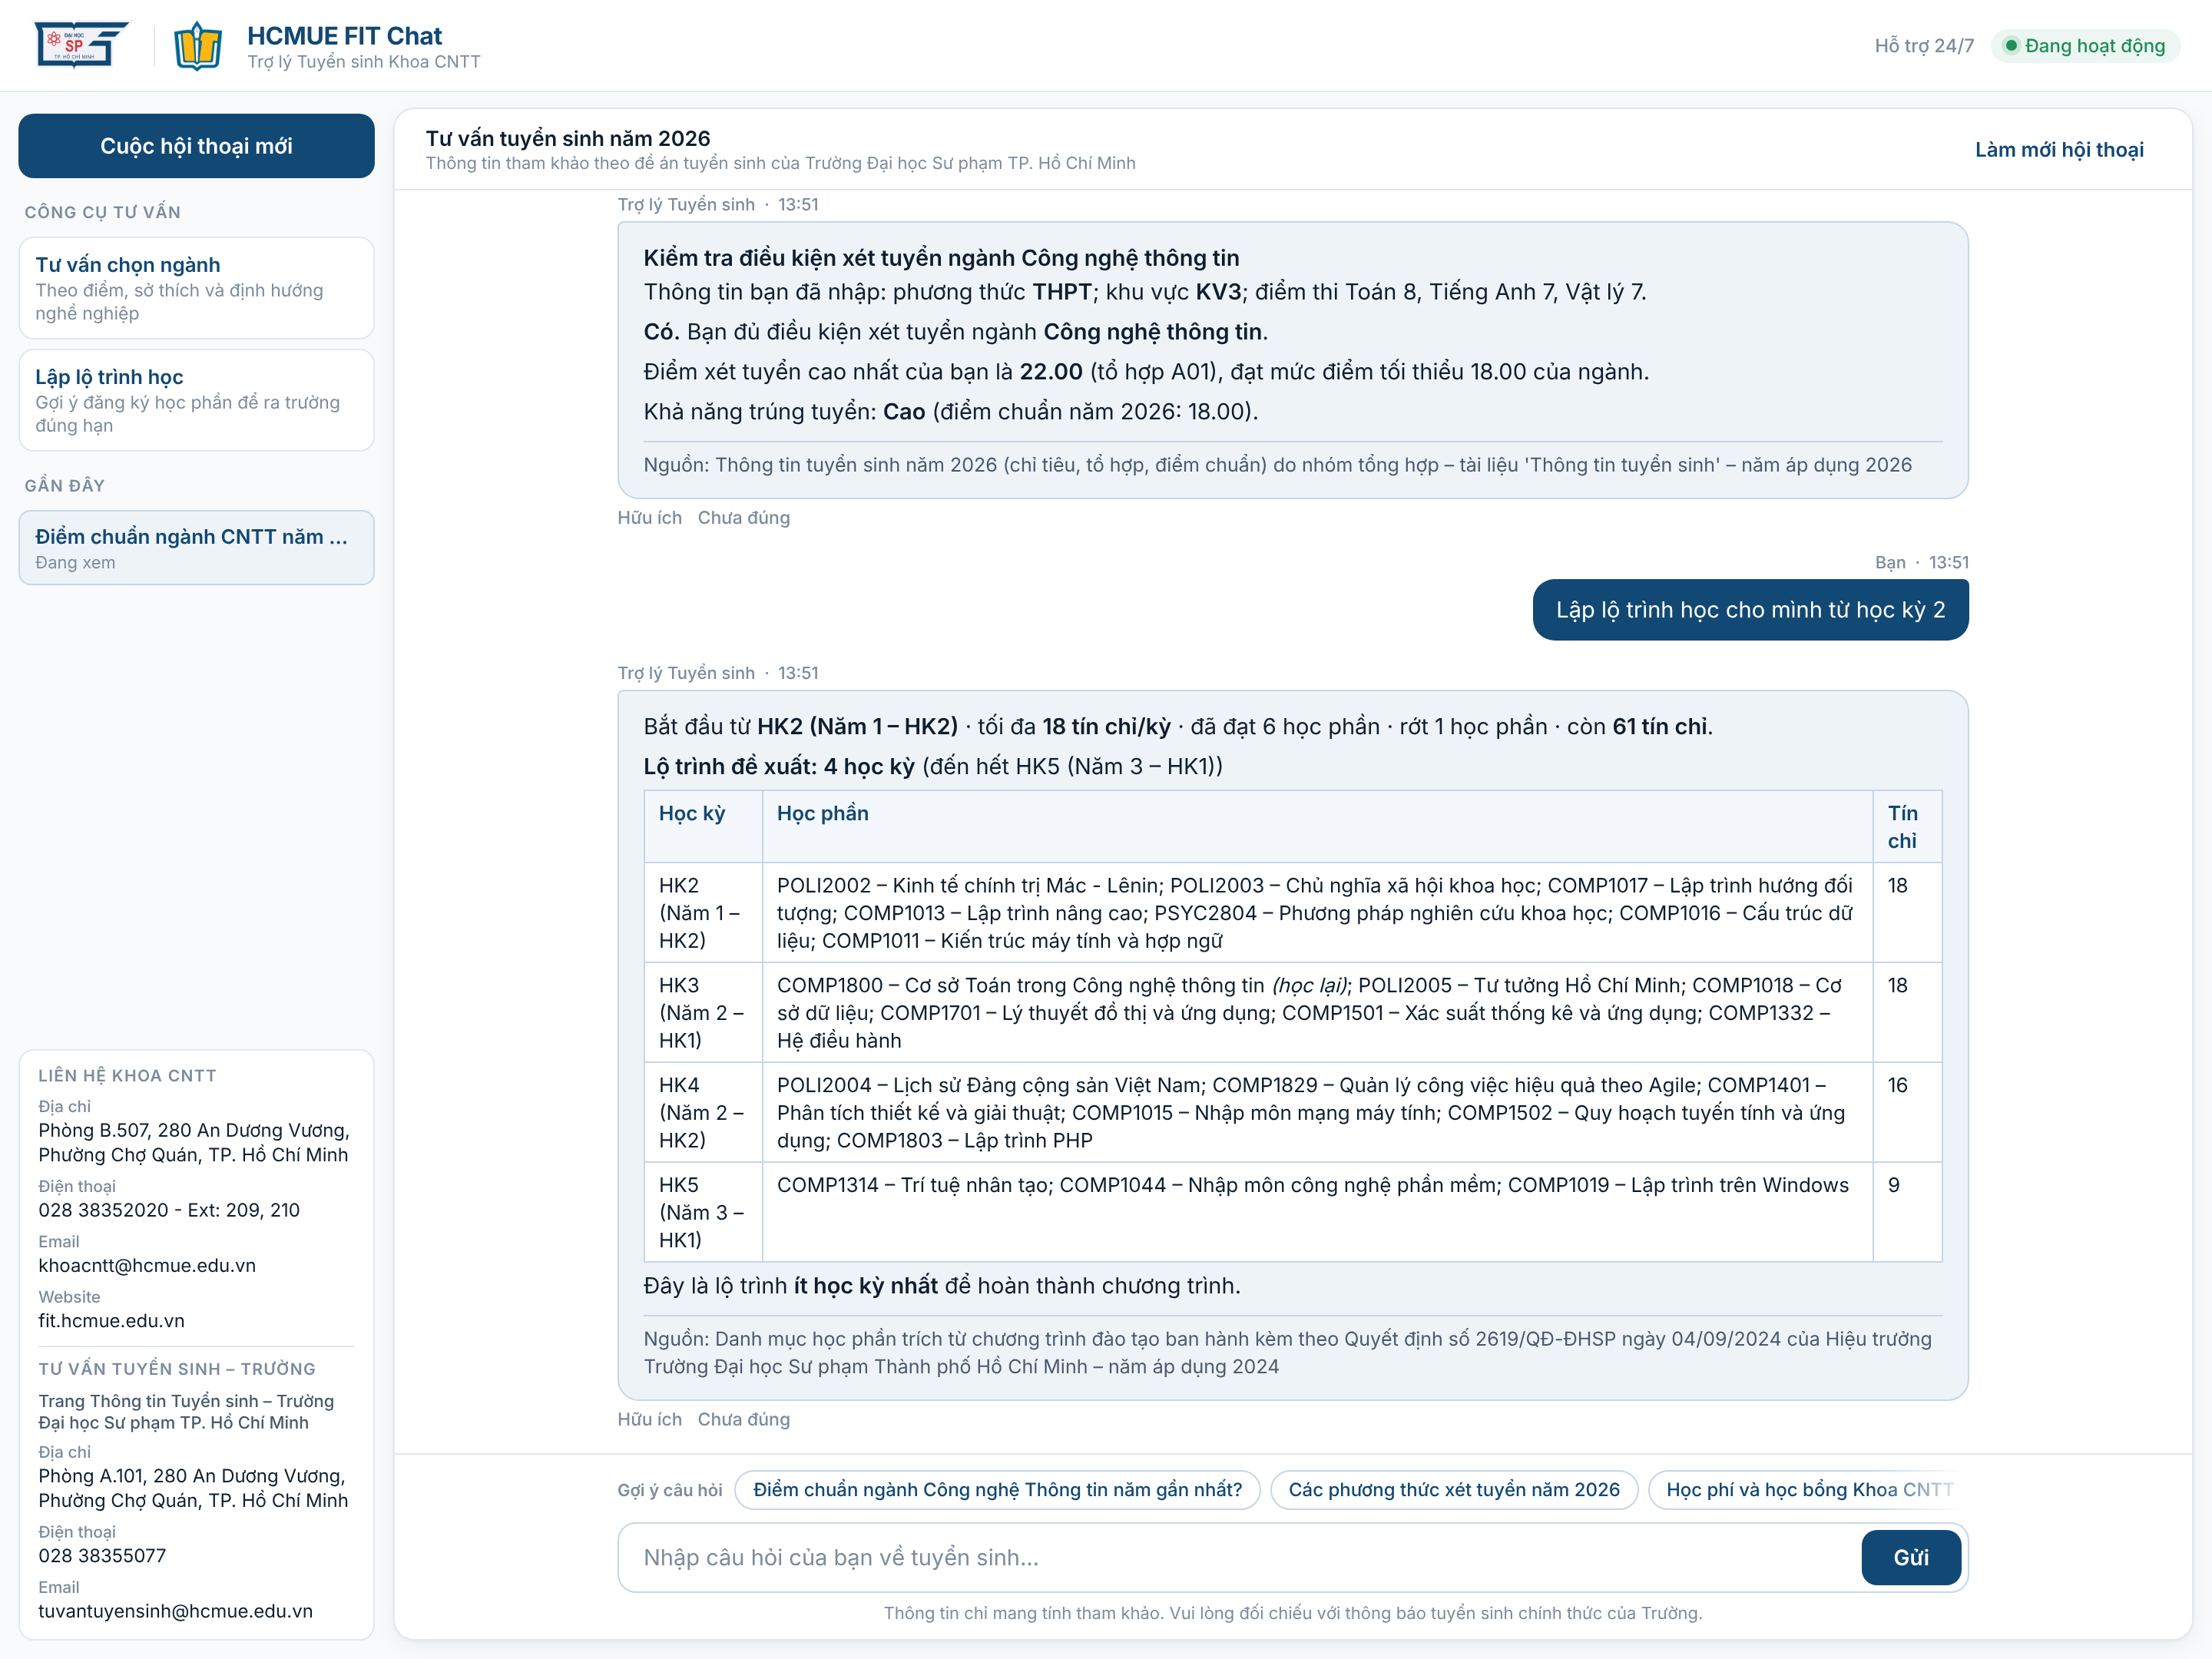 ĐẠI HỌC
SP
TP. HỒ CHÍ MINH
HCMUE FIT Chat
Trợ lý Tuyển sinh Khoa CNTT
Hỗ trợ 24/7
Đang hoạt động
Cuộc hội thoại mới
CÔNG CỤ TƯ VẤN
Tư vấn chọn ngành
Theo điểm, sở thích và định hướng
nghề nghiệp
Lập lộ trình học
Gợi ý đăng ký học phần để ra trường
đúng hạn
GẦN ĐÂY
Điểm chuẩn ngành CNTT năm ...
Đang xem
LIÊN HỆ KHOA CNTT
Địa chỉ
Phòng B.507, 280 An Dương Vương,
Phường Chợ Quán, TP. Hồ Chí Minh
Điện thoại
028 38352020 - Ext: 209, 210
Email
khoacntt@hcmue.edu.vn
Website
fit.hcmue.edu.vn
TƯ VẤN TUYỂN SINH – TRƯỜNG
Trang Thông tin Tuyển sinh – Trường
Đại học Sư phạm TP. Hồ Chí Minh
Địa chỉ
Phòng A.101, 280 An Dương Vương,
Phường Chợ Quán, TP. Hồ Chí Minh
Điện thoại
028 38355077
Email
tuvantuyensinh@hcmue.edu.vn
Tư vấn tuyển sinh năm 2026
Thông tin tham khảo theo đề án tuyển sinh của Trường Đại học Sư phạm TP. Hồ Chí Minh
Làm mới hội thoại
Trợ lý Tuyển sinh · 13:51
Kiểm tra điều kiện xét tuyển ngành Công nghệ thông tin
Thông tin bạn đã nhập: phương thức THPT; khu vực KV3; điểm thi Toán 8, Tiếng Anh 7, Vật lý 7.
Có. Bạn đủ điều kiện xét tuyển ngành Công nghệ thông tin.
Điểm xét tuyển cao nhất của bạn là 22.00 (tổ hợp A01), đạt mức điểm tối thiểu 18.00 của ngành.
Khả năng trúng tuyển: Cao (điểm chuẩn năm 2026: 18.00).
Nguồn: Thông tin tuyển sinh năm 2026 (chỉ tiêu, tổ hợp, điểm chuẩn) do nhóm tổng hợp – tài liệu 'Thông tin tuyển sinh' – năm áp dụng 2026
Hữu ích Chưa đúng
Bạn · 13:51
Lập lộ trình học cho mình từ học kỳ 2
Trợ lý Tuyển sinh · 13:51
Bắt đầu từ HK2 (Năm 1 – HK2) · tối đa 18 tín chỉ/kỳ · đã đạt 6 học phần · rớt 1 học phần · còn 61 tín chỉ.
Lộ trình đề xuất: 4 học kỳ (đến hết HK5 (Năm 3 – HK1))
Học kỳ
Học phần
Tín
chỉ
HK2
(Năm 1 –
HK2)
POLI2002 – Kinh tế chính trị Mác - Lênin; POLI2003 – Chủ nghĩa xã hội khoa học; COMP1017 – Lập trình hướng đối
tượng; COMP1013 – Lập trình nâng cao; PSYC2804 – Phương pháp nghiên cứu khoa học; COMP1016 – Cấu trúc dữ
liệu; COMP1011 – Kiến trúc máy tính và hợp ngữ
18
HK3
(Năm 2 –
HK1)
COMP1800 – Cơ sở Toán trong Công nghệ thông tin (học lại); POLI2005 – Tư tưởng Hồ Chí Minh; COMP1018 – Cơ
sở dữ liệu; COMP1701 – Lý thuyết đồ thị và ứng dụng; COMP1501 – Xác suất thống kê và ứng dụng; COMP1332 –
Hệ điều hành
18
HK4
(Năm 2 –
HK2)
POLI2004 – Lịch sử Đảng cộng sản Việt Nam; COMP1829 – Quản lý công việc hiệu quả theo Agile; COMP1401 –
Phân tích thiết kế và giải thuật; COMP1015 – Nhập môn mạng máy tính; COMP1502 – Quy hoạch tuyến tính và ứng
dụng; COMP1803 – Lập trình PHP
16
HK5
(Năm 3 –
HK1)
COMP1314 – Trí tuệ nhân tạo; COMP1044 – Nhập môn công nghệ phần mềm; COMP1019 – Lập trình trên Windows
9
Đây là lộ trình ít học kỳ nhất để hoàn thành chương trình.
Nguồn: Danh mục học phần trích từ chương trình đào tạo ban hành kèm theo Quyết định số 2619/QĐ-ĐHSP ngày 04/09/2024 của Hiệu trưởng
Trường Đại học Sư phạm Thành phố Hồ Chí Minh – năm áp dụng 2024
Hữu ích Chưa đúng
Gợi ý câu hỏi
Điểm chuẩn ngành Công nghệ Thông tin năm gần nhất?
Các phương thức xét tuyển năm 2026
Học phí và học bổng Khoa CNTT
Nhập câu hỏi của bạn về tuyển sinh...
Gửi
Thông tin chỉ mang tính tham khảo. Vui lòng đối chiếu với thông báo tuyển sinh chính thức của Trường.